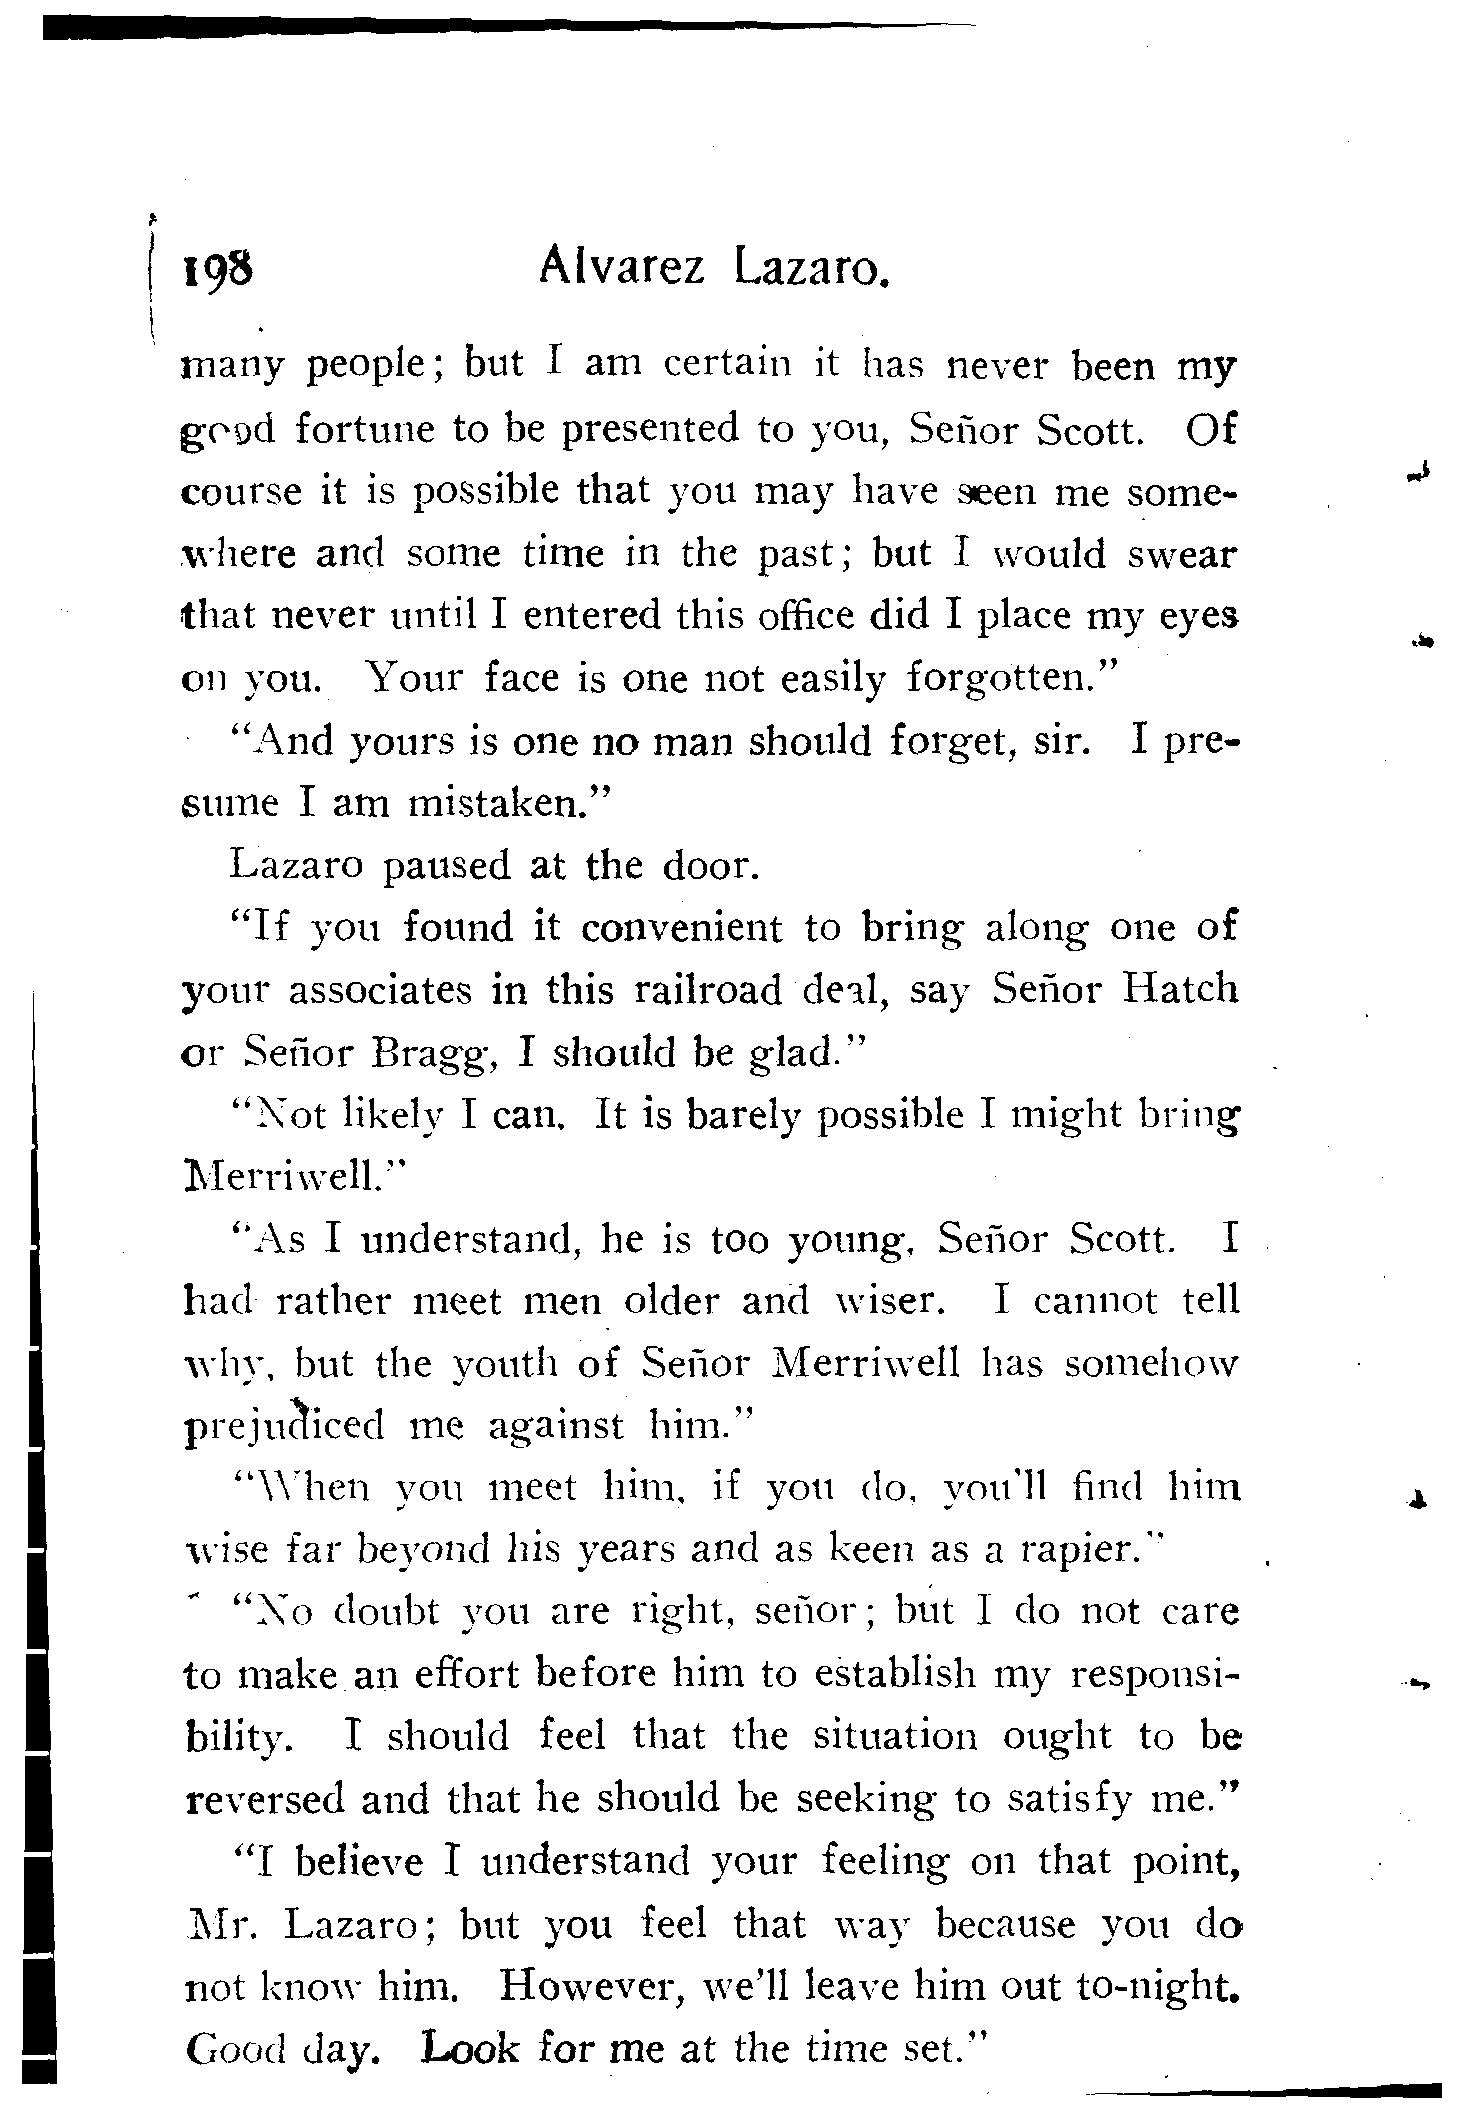 198 Alvarez Lazaro.
many people; but I am certain it has never been my
good fortune to be presented to you, Señor Scott. Of
course it is possible that you may have seen me some-
where and some time in the past; but I would swear
that never until I entered this office did I place my eyes
on you. Your face is one not easily forgotten."
"And yours is one no man should forget, sir. I pre-
sume I am mistaken."
Lazaro paused at the door.
"If you found it convenient to bring along one of
your associates in this railroad deal, say Señor Hatch
or Señor Bragg, I should be glad."
"Not likely I can. It is barely possible I might bring
Merriwell."
"As I understand, he is too young, Señor Scott. I
had rather meet men older and wiser. I cannot tell
why, but the youth of Señor Merriwell has somehow
prejudiced me against him."
"When you meet him, if you do, you'll find him
wise far beyond his years and as keen as a rapier."
"No doubt you are right, señor; but I do not care
to make an effort before him to establish my responsi-
bility. I should feel that the situation ought to be
reversed and that he should be seeking to satisfy me."
"I believe I understand your feeling on that point,
Mr. Lazaro; but you feel that way because you do
not know him. However, we'll leave him out to-night.
Good day. Look for me at the time set."